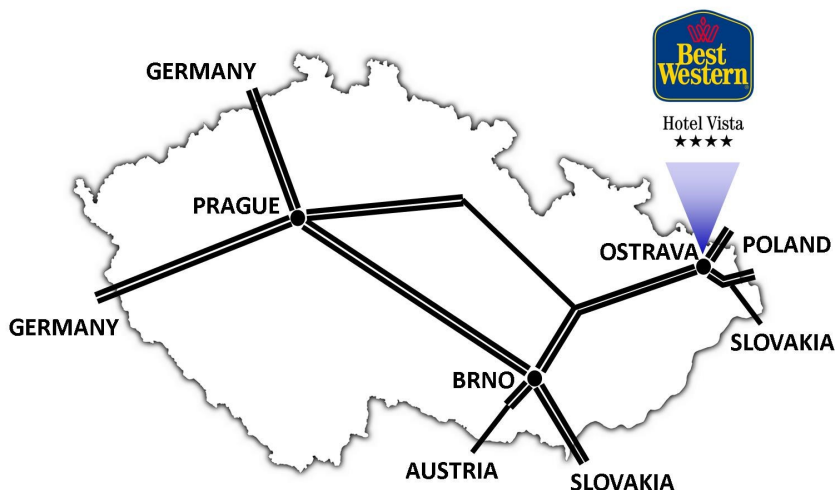 GERMANY
Best
Western
Hotel Vista
★★★★
PRAGUE
OSTRAVA
POLAND
GERMANY
SLOVAKIA
BRNO
AUSTRIA
SLOVAKIA